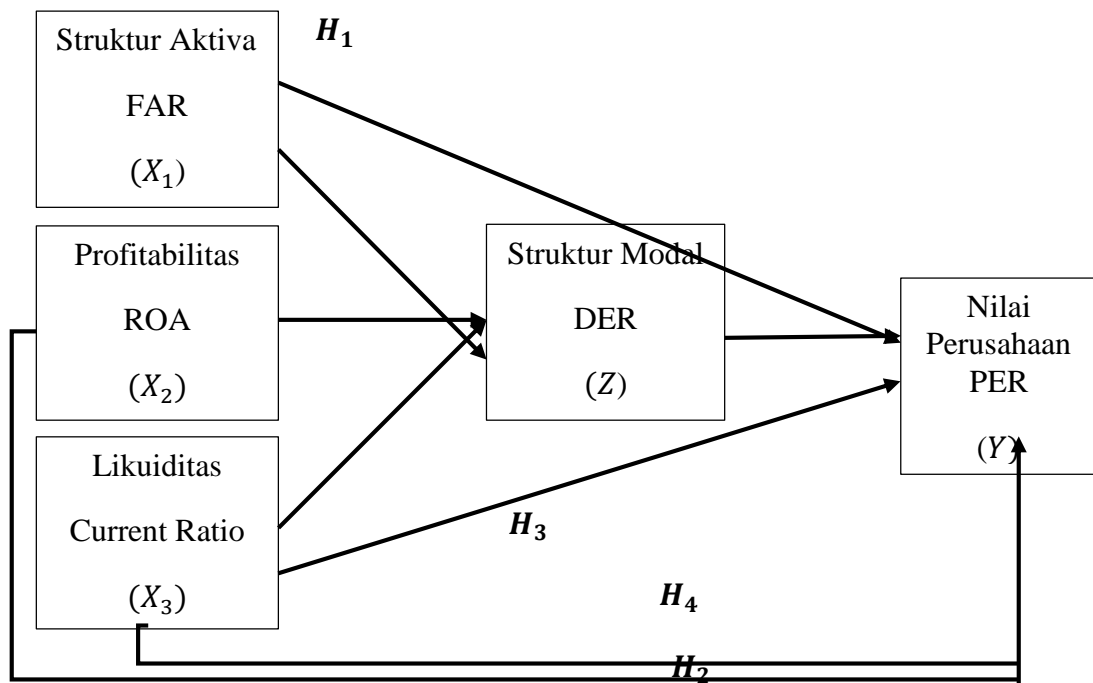 Struktur Aktiva
FAR
(X₁)
H₁
Profitabilitas
ROA
(X₂)
Likuiditas
Current Ratio
(X₃)
Struktur Modal
DER
(Z)
Nilai
Perusahaan
PER
(Y)
H₃
H₄
H₂